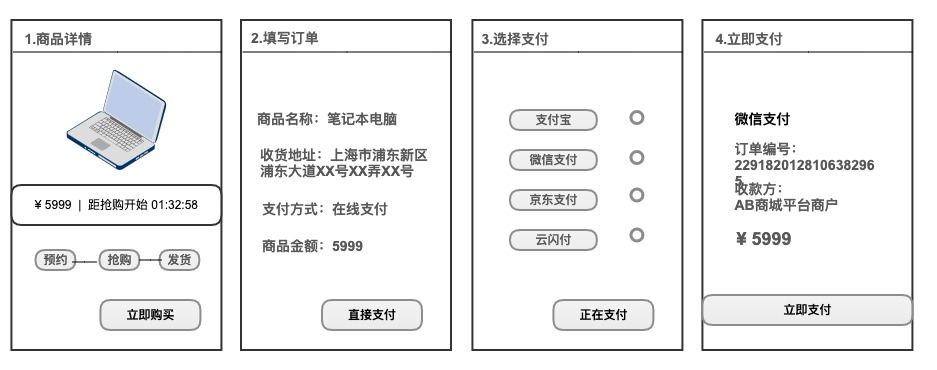 1.商品详情
¥ 5999 | 距抢购开始 01:32:58
预约
抢购
发货
立即购买
2.填写订单
商品名称：笔记本电脑
收货地址：上海市浦东新区
浦东大道XX号XX弄XX号
支付方式：在线支付
商品金额：5999
直接支付
3.选择支付
支付宝
微信支付
京东支付
云闪付
正在支付
4.立即支付
微信支付
订单编号：
229182012810638296
5
收款方：
AB商城平台商户
¥ 5999
立即支付